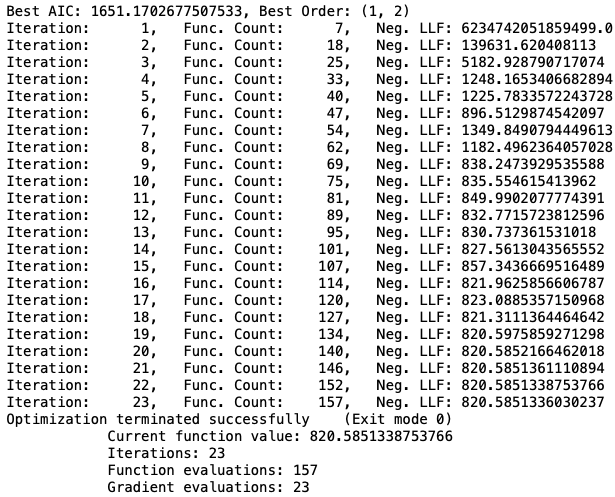 Best AIC: 1651.1702677507533, Best Order: (1, 2)
Iteration:      1,   Func. Count:      7,   Neg. LLF: 6234742051859499.0
Iteration:      2,   Func. Count:     18,   Neg. LLF: 139631.620408113
Iteration:      3,   Func. Count:     25,   Neg. LLF: 5182.928790717074
Iteration:      4,   Func. Count:     33,   Neg. LLF: 1248.1653406682894
Iteration:      5,   Func. Count:     40,   Neg. LLF: 1225.7833572243728
Iteration:      6,   Func. Count:     47,   Neg. LLF: 896.5129874542097
Iteration:      7,   Func. Count:     54,   Neg. LLF: 1349.8490794449613
Iteration:      8,   Func. Count:     62,   Neg. LLF: 1182.4962364057028
Iteration:      9,   Func. Count:     69,   Neg. LLF: 838.2473929535588
Iteration:     10,   Func. Count:     75,   Neg. LLF: 835.554615413962
Iteration:     11,   Func. Count:     81,   Neg. LLF: 849.9902077774391
Iteration:     12,   Func. Count:     89,   Neg. LLF: 832.7715723812596
Iteration:     13,   Func. Count:     95,   Neg. LLF: 830.737361531018
Iteration:     14,   Func. Count:    101,   Neg. LLF: 827.5613043565552
Iteration:     15,   Func. Count:    107,   Neg. LLF: 857.3436669516489
Iteration:     16,   Func. Count:    114,   Neg. LLF: 821.9625856606787
Iteration:     17,   Func. Count:    120,   Neg. LLF: 823.0885357150968
Iteration:     18,   Func. Count:    127,   Neg. LLF: 821.3111364464642
Iteration:     19,   Func. Count:    134,   Neg. LLF: 820.5975859271298
Iteration:     20,   Func. Count:    140,   Neg. LLF: 820.5852166462018
Iteration:     21,   Func. Count:    146,   Neg. LLF: 820.5851361110894
Iteration:     22,   Func. Count:    152,   Neg. LLF: 820.5851338753766
Iteration:     23,   Func. Count:    157,   Neg. LLF: 820.5851336030237
Optimization terminated successfully    (Exit mode 0)
            Current function value: 820.5851338753766
            Iterations: 23
            Function evaluations: 157
            Gradient evaluations: 23